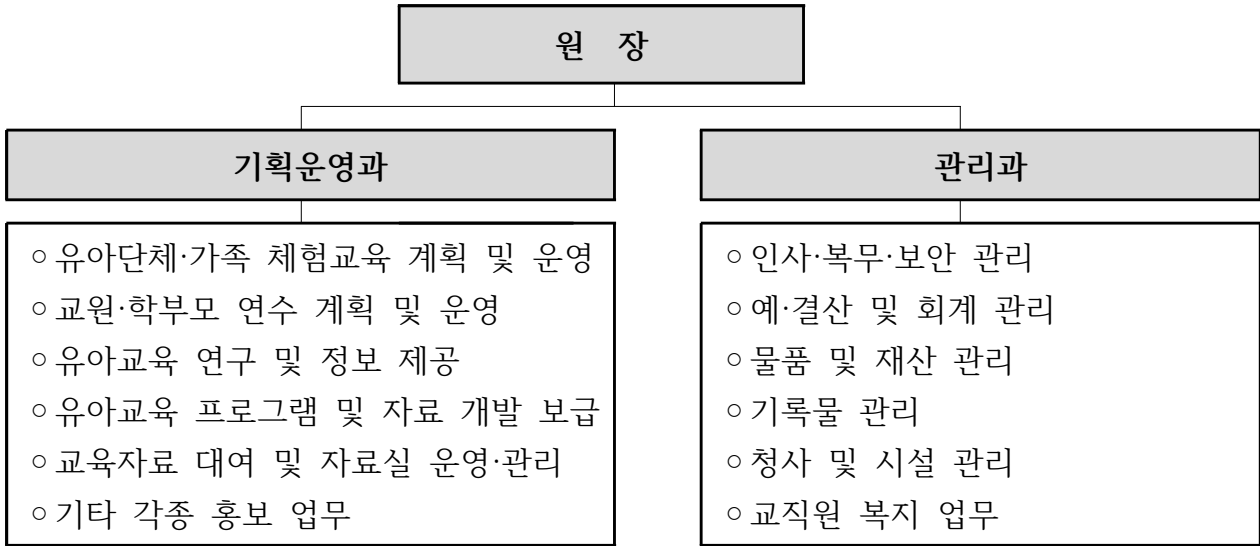 원 장
기획운영과
○ 유아단체·가족 체험교육 계획 및 운영
○ 교원·학부모 연수 계획 및 운영
○ 유아교육 연구 및 정보 제공
○ 유아교육 프로그램 및 자료 개발 보급
○ 교육자료 대여 및 자료실 운영·관리
○ 기타 각종 홍보 업무
관리과
○ 인사·복무·보안 관리
○ 예·결산 및 회계 관리
○ 물품 및 재산 관리
○ 기록물 관리
○ 청사 및 시설 관리
○ 교직원 복지 업무